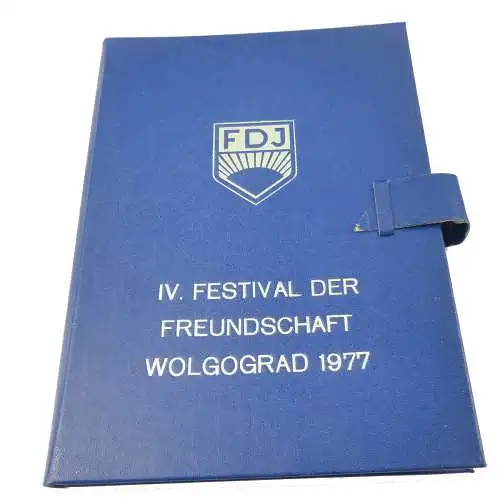 FDJ
IV. FESTIVAL DER
FREUNDSCHAFT
WOLGOGRAD 1977